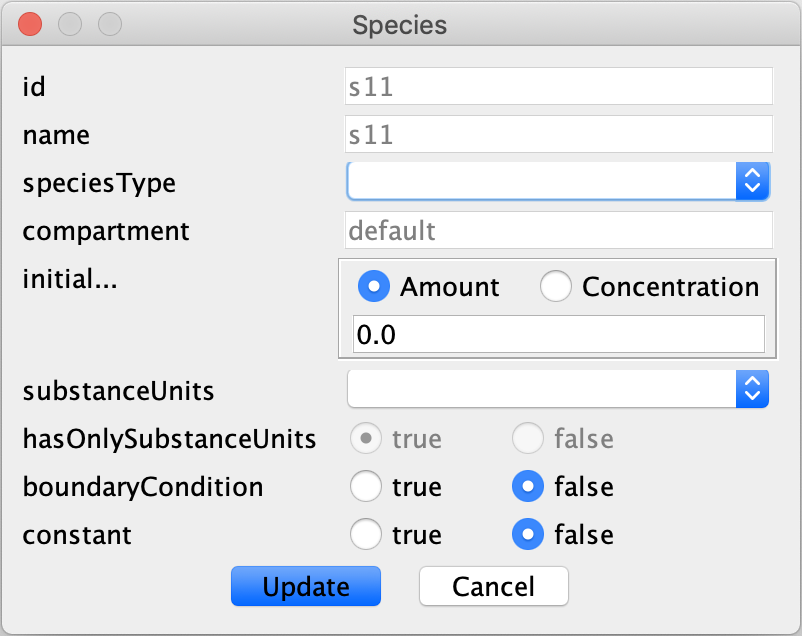 Species
id s11
name s11
speciesType
compartment default
initial... Amount Concentration
0.0
substanceUnits
hasOnlySubstanceUnits true false
boundaryCondition true false
constant true false
Update Cancel